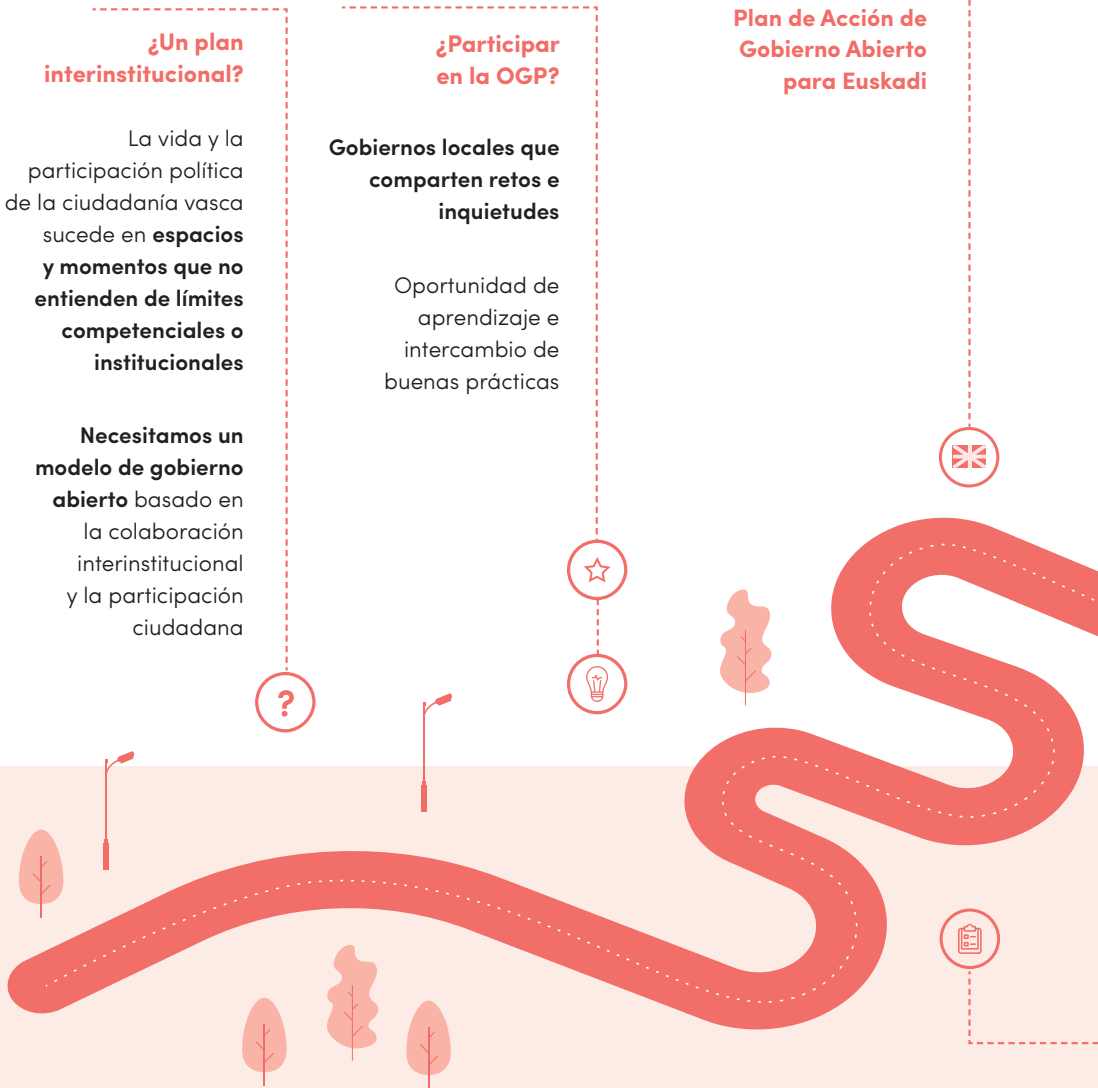 ¿Un plan
interinstitucional?
La vida y la
participación política
de la ciudadanía vasca
sucede en espacios
y momentos que no
entienden de límites
competenciales o
institucionales
Necesitamos un
modelo de gobierno
abierto basado en
la colaboración
interinstitucional
y la participación
ciudadana
?
¿Participar
en la OGP?
Gobiernos locales que
comparten retos e
inquietudes
Oportunidad de
aprendizaje e
intercambio de
buenas prácticas
Plan de Acción de
Gobierno Abierto
para Euskadi